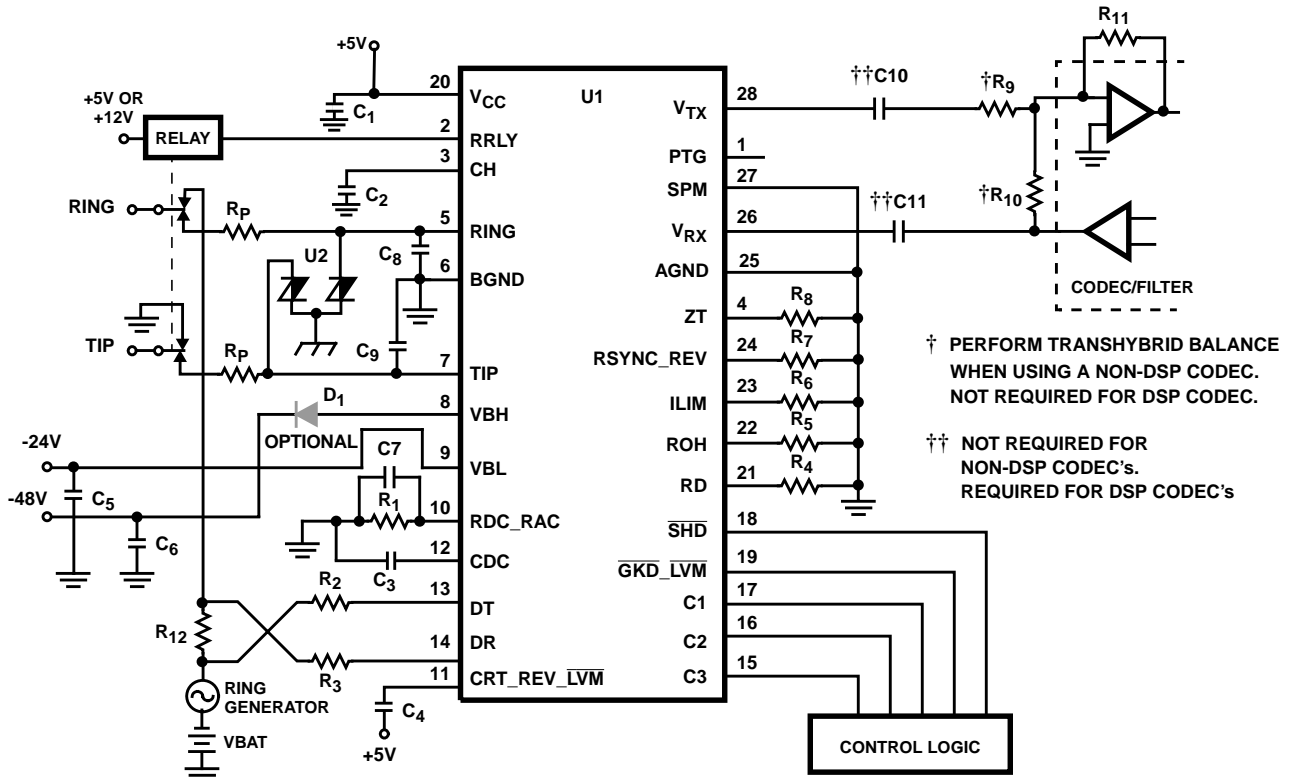 +5V
+5V OR
+12V
RELAY
C1
20
VCC
U1
2
RRLY
3
CH
C2
RING
RP
5
RING
U2
C8
6
BGND
C9
TIP
RP
7
TIP
D1
OPTIONAL
8
VBH
-24V
9
VBL
-48V
C5
C6
C7
R1
10
RDC_RAC
C3
12
CDC
R2
13
DT
R12
14
DR
R3
11
CRT_REV_LVM
C4
+5V
RING
GENERATOR
VBAT
VTX
28
††C10
†R9
R11
PTG
1
SPM
27
†R10
VRX
26
††C11
AGND
25
CODEC/FILTER
ZT
4
R8
RSYNC_REV
24
R7
ILIM
23
R6
ROH
22
R5
RD
21
R4
SHD
18
GKD_LVM
19
C1
17
C2
16
C3
15
CONTROL LOGIC
† PERFORM TRANSHYBRID BALANCE
WHEN USING A NON-DSP CODEC.
NOT REQUIRED FOR DSP CODEC.
†† NOT REQUIRED FOR
NON-DSP CODEC's.
REQUIRED FOR DSP CODEC's